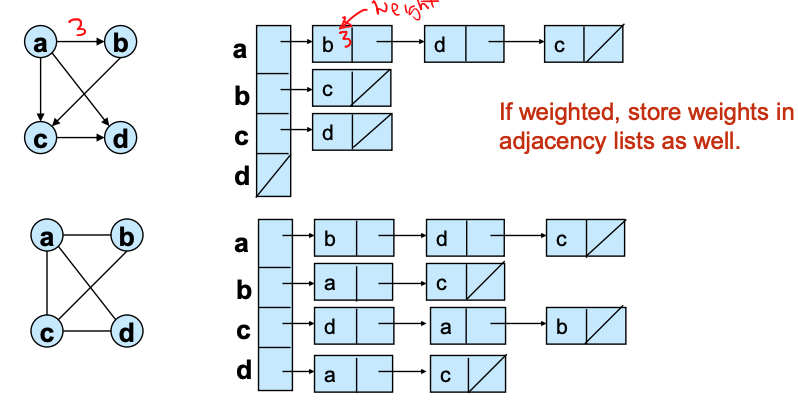 weight
a 3 b
c d
a b 3 d c
b c
c d
d
If weighted, store weights in
adjacency lists as well.
a b
c d
a b d c
b a c
c d a b
d a c